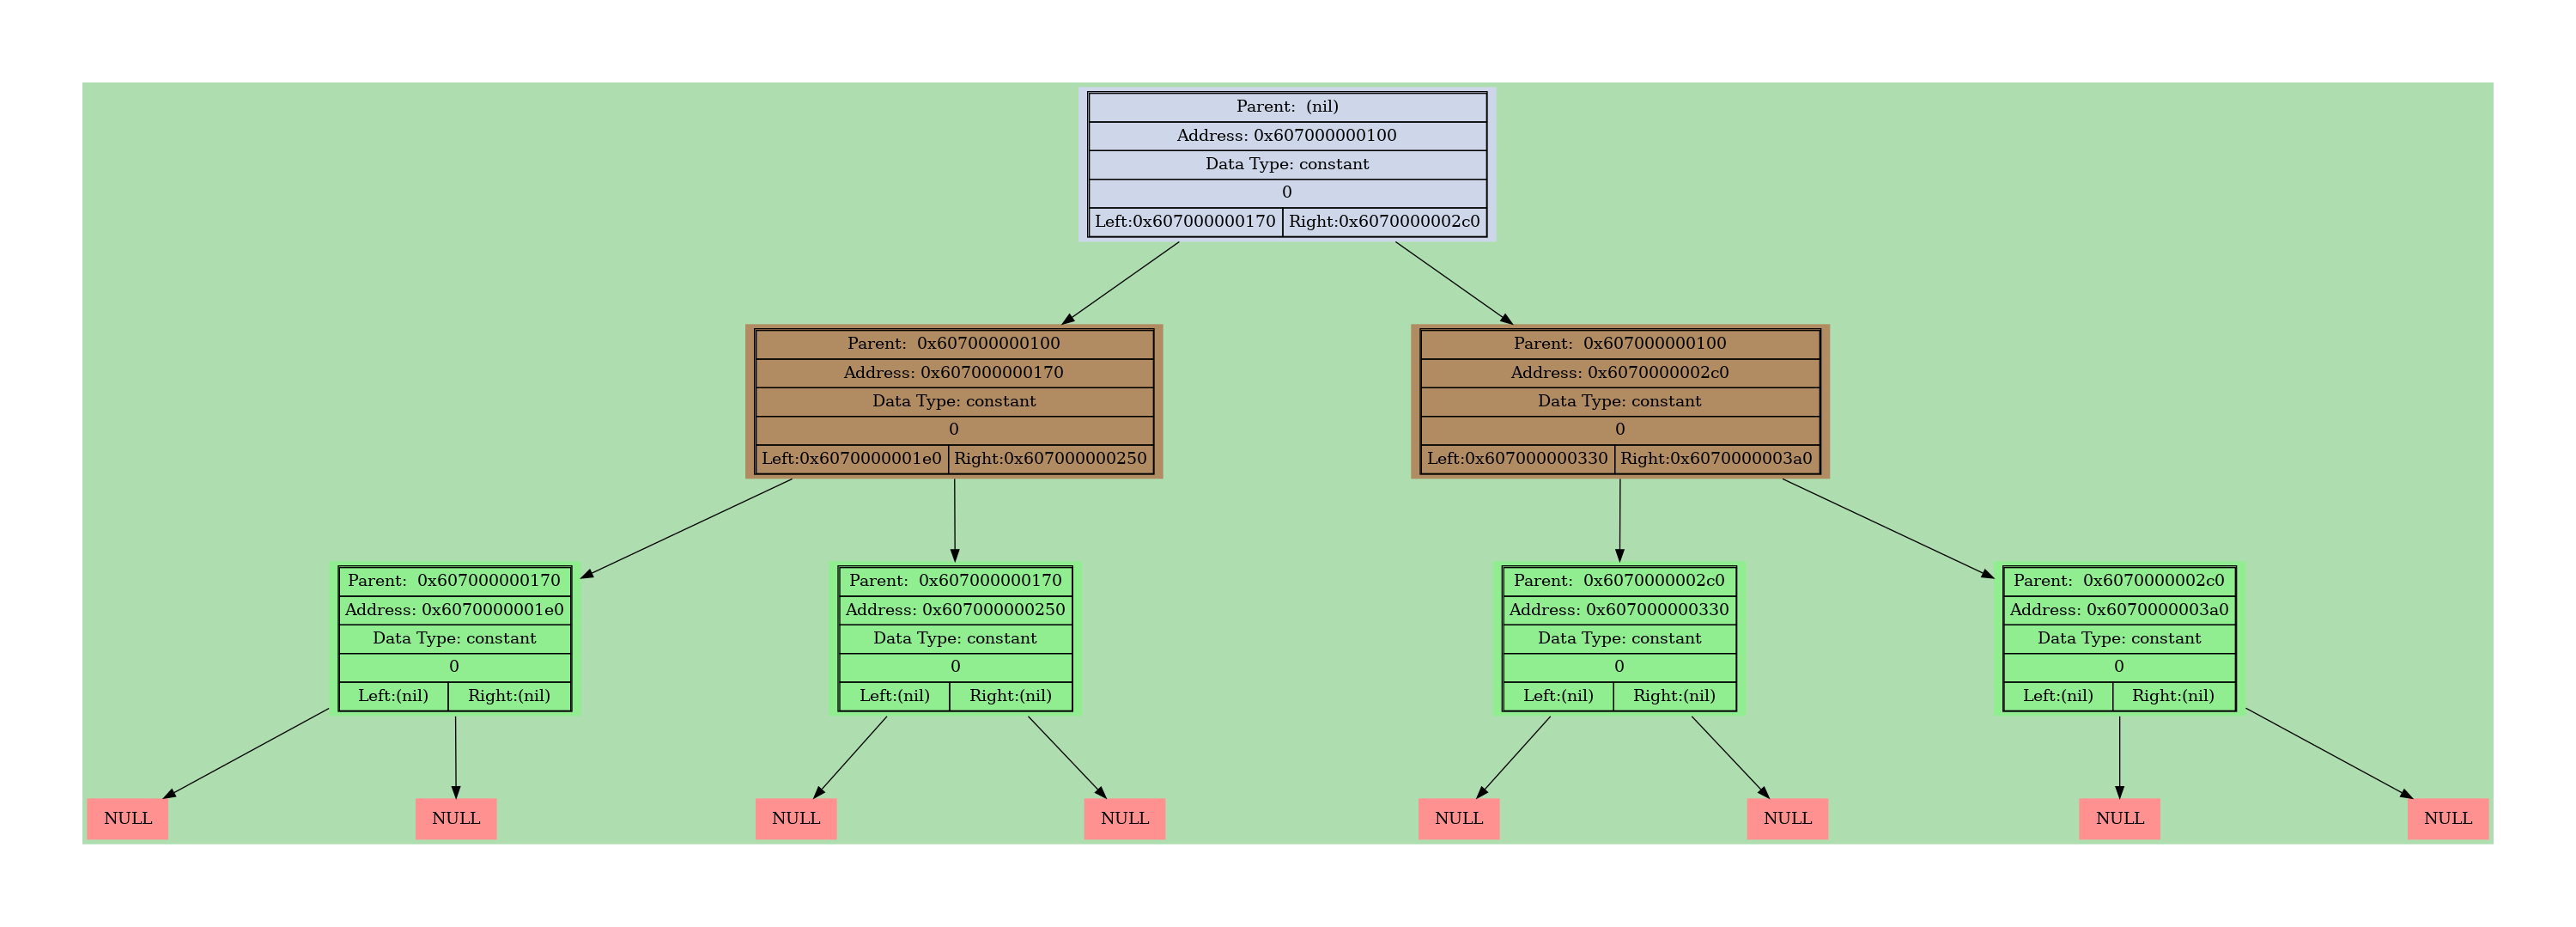 Parent:  (nil)
Address: 0x607000000100
Data Type: constant
0
Left:0x607000000170 Right:0x6070000002c0
Parent:  0x607000000100
Address: 0x607000000170
Data Type: constant
0
Left:0x6070000001e0 Right:0x607000000250
Parent:  0x607000000100
Address: 0x6070000002c0
Data Type: constant
0
Left:0x607000000330 Right:0x6070000003a0
Parent:  0x607000000170
Address: 0x6070000001e0
Data Type: constant
0
Left:(nil) Right:(nil)
Parent:  0x607000000170
Address: 0x607000000250
Data Type: constant
0
Left:(nil) Right:(nil)
Parent:  0x6070000002c0
Address: 0x607000000330
Data Type: constant
0
Left:(nil) Right:(nil)
Parent:  0x6070000002c0
Address: 0x6070000003a0
Data Type: constant
0
Left:(nil) Right:(nil)
NULL
NULL
NULL
NULL
NULL
NULL
NULL
NULL